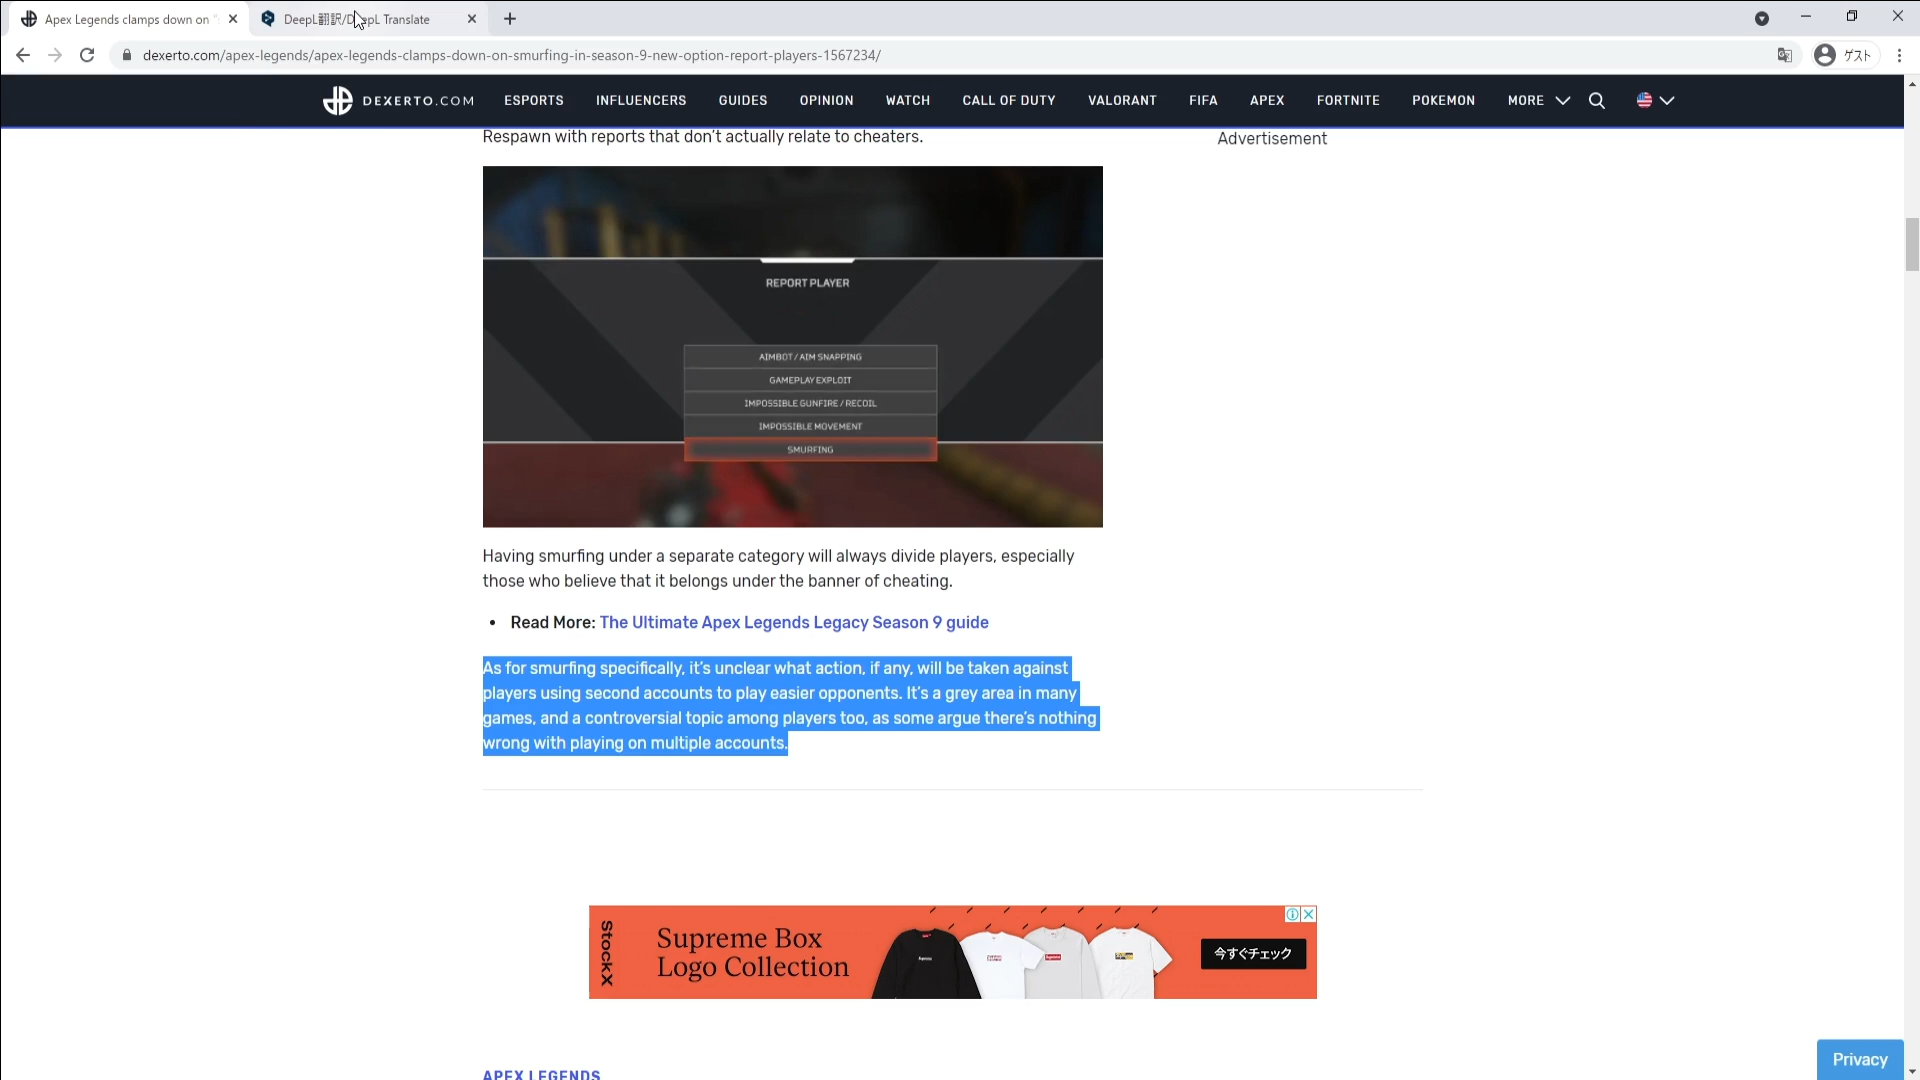 Apex Legends clamps down on "
DeepL翻訳/DeepL Translate
dexerto.com/apex-legends/apex-legends-clamps-down-on-smurfing-in-season-9-new-option-report-players-1567234/
ゲスト
DEXERTO.COM
ESPORTS
INFLUENCERS
GUIDES
OPINION
WATCH
CALL OF DUTY
VALORANT
FIFA
APEX
FORTNITE
POKEMON
MORE
Respawn with reports that don't actually relate to cheaters.
Advertisement
REPORT PLAYER
AIMBOT / AIM SNAPPING
GAMEPLAY EXPLOIT
IMPOSSIBLE GUNFIRE / RECOIL
IMPOSSIBLE MOVEMENT
SMURFING
Having smurfing under a separate category will always divide players, especially
those who believe that it belongs under the banner of cheating.
• Read More: The Ultimate Apex Legends Legacy Season 9 guide
As for smurfing specifically, it's unclear what action, if any, will be taken against
players using second accounts to play easier opponents. It's a grey area in many
games, and a controversial topic among players too, as some argue there's nothing
wrong with playing on multiple accounts.
StockX
Supreme Box
Logo Collection
今すぐチェック
APEX LEGENDS
Privacy